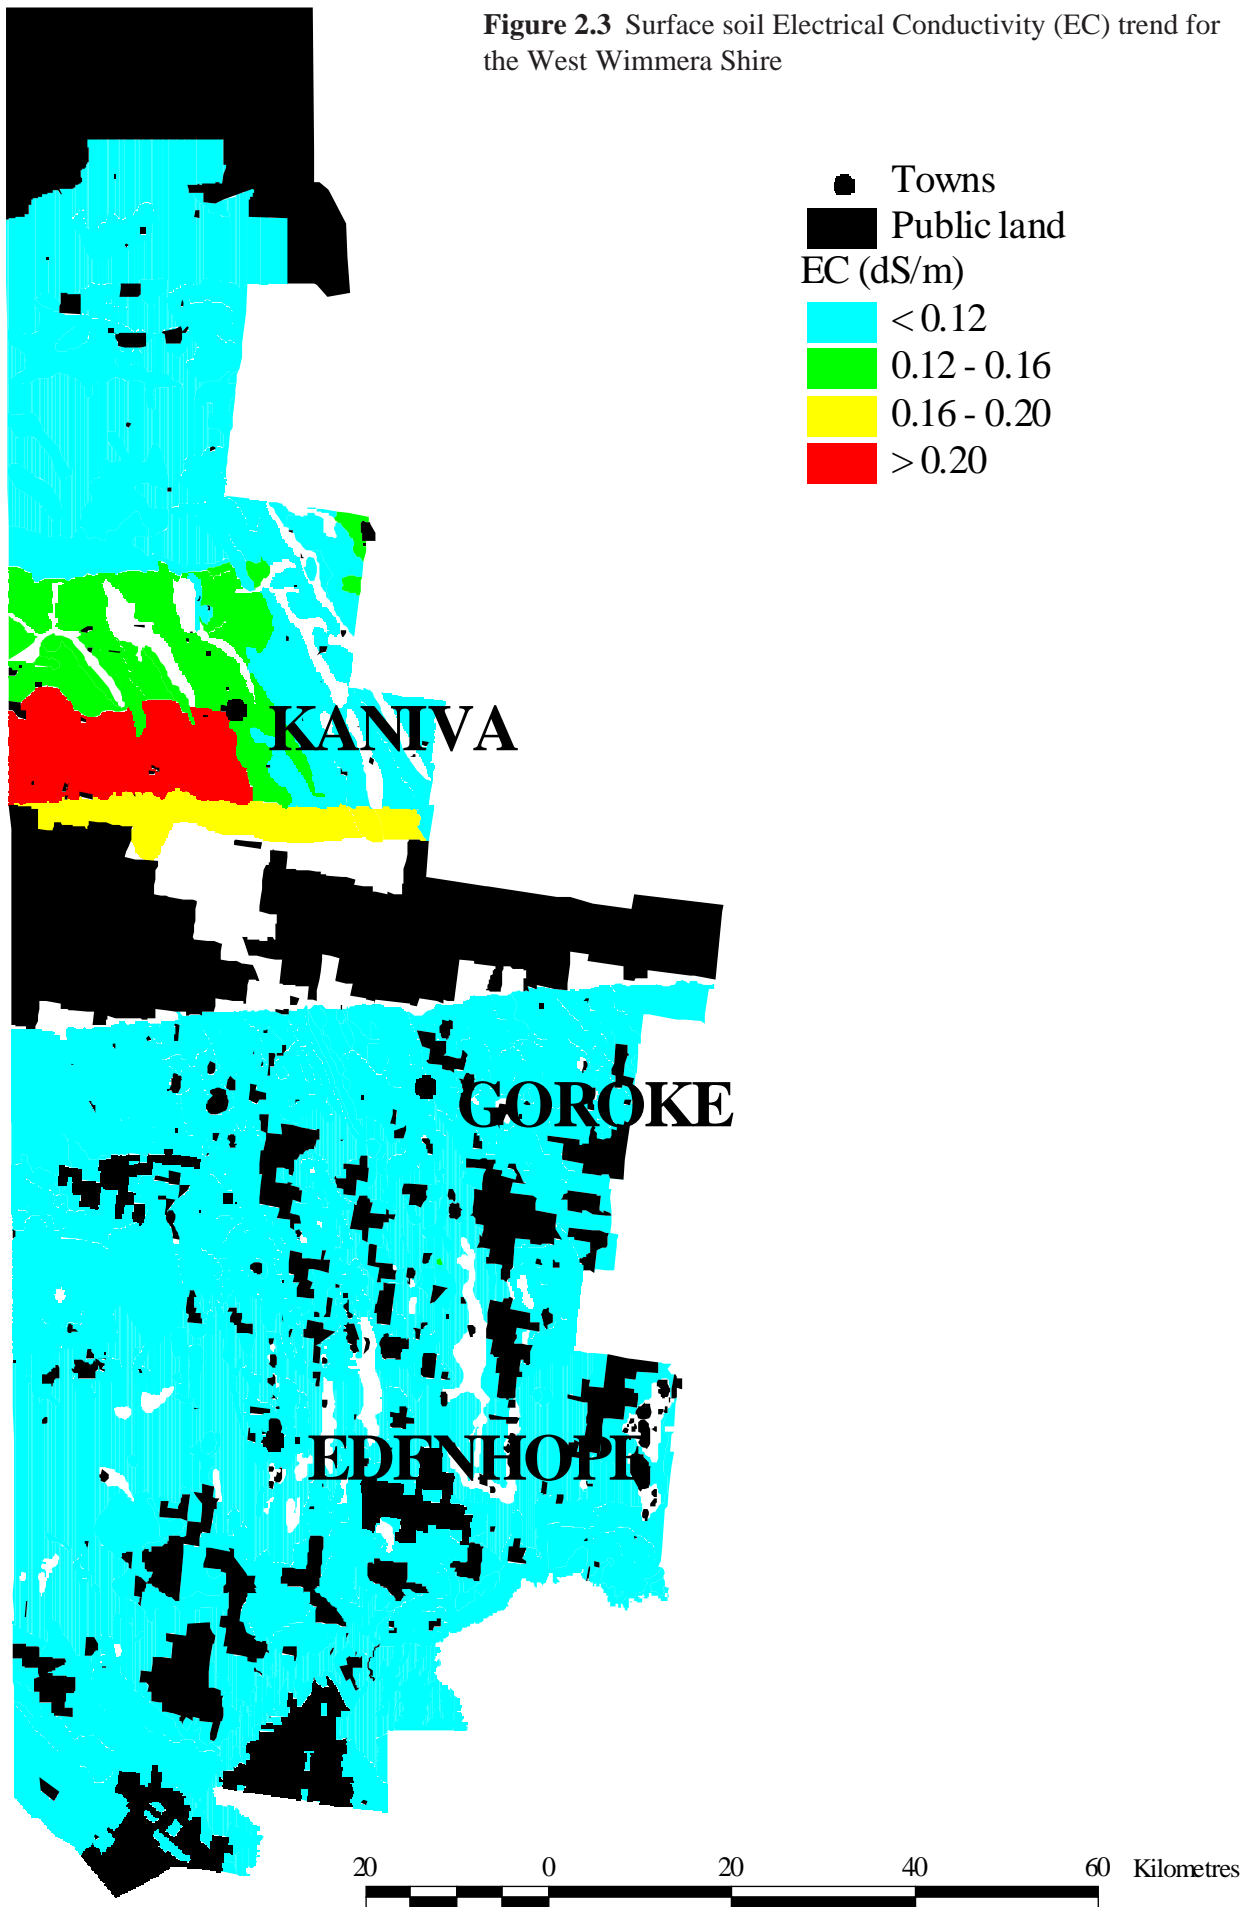 Figure 2.3 Surface soil Electrical Conductivity (EC) trend for
the West Wimmera Shire
Towns
Public land
EC (dS/m)
< 0.12
0.12 - 0.16
0.16 - 0.20
> 0.20
KANIVA
GOROKE
EDENHOPE
20 0 20 40 60 Kilometres